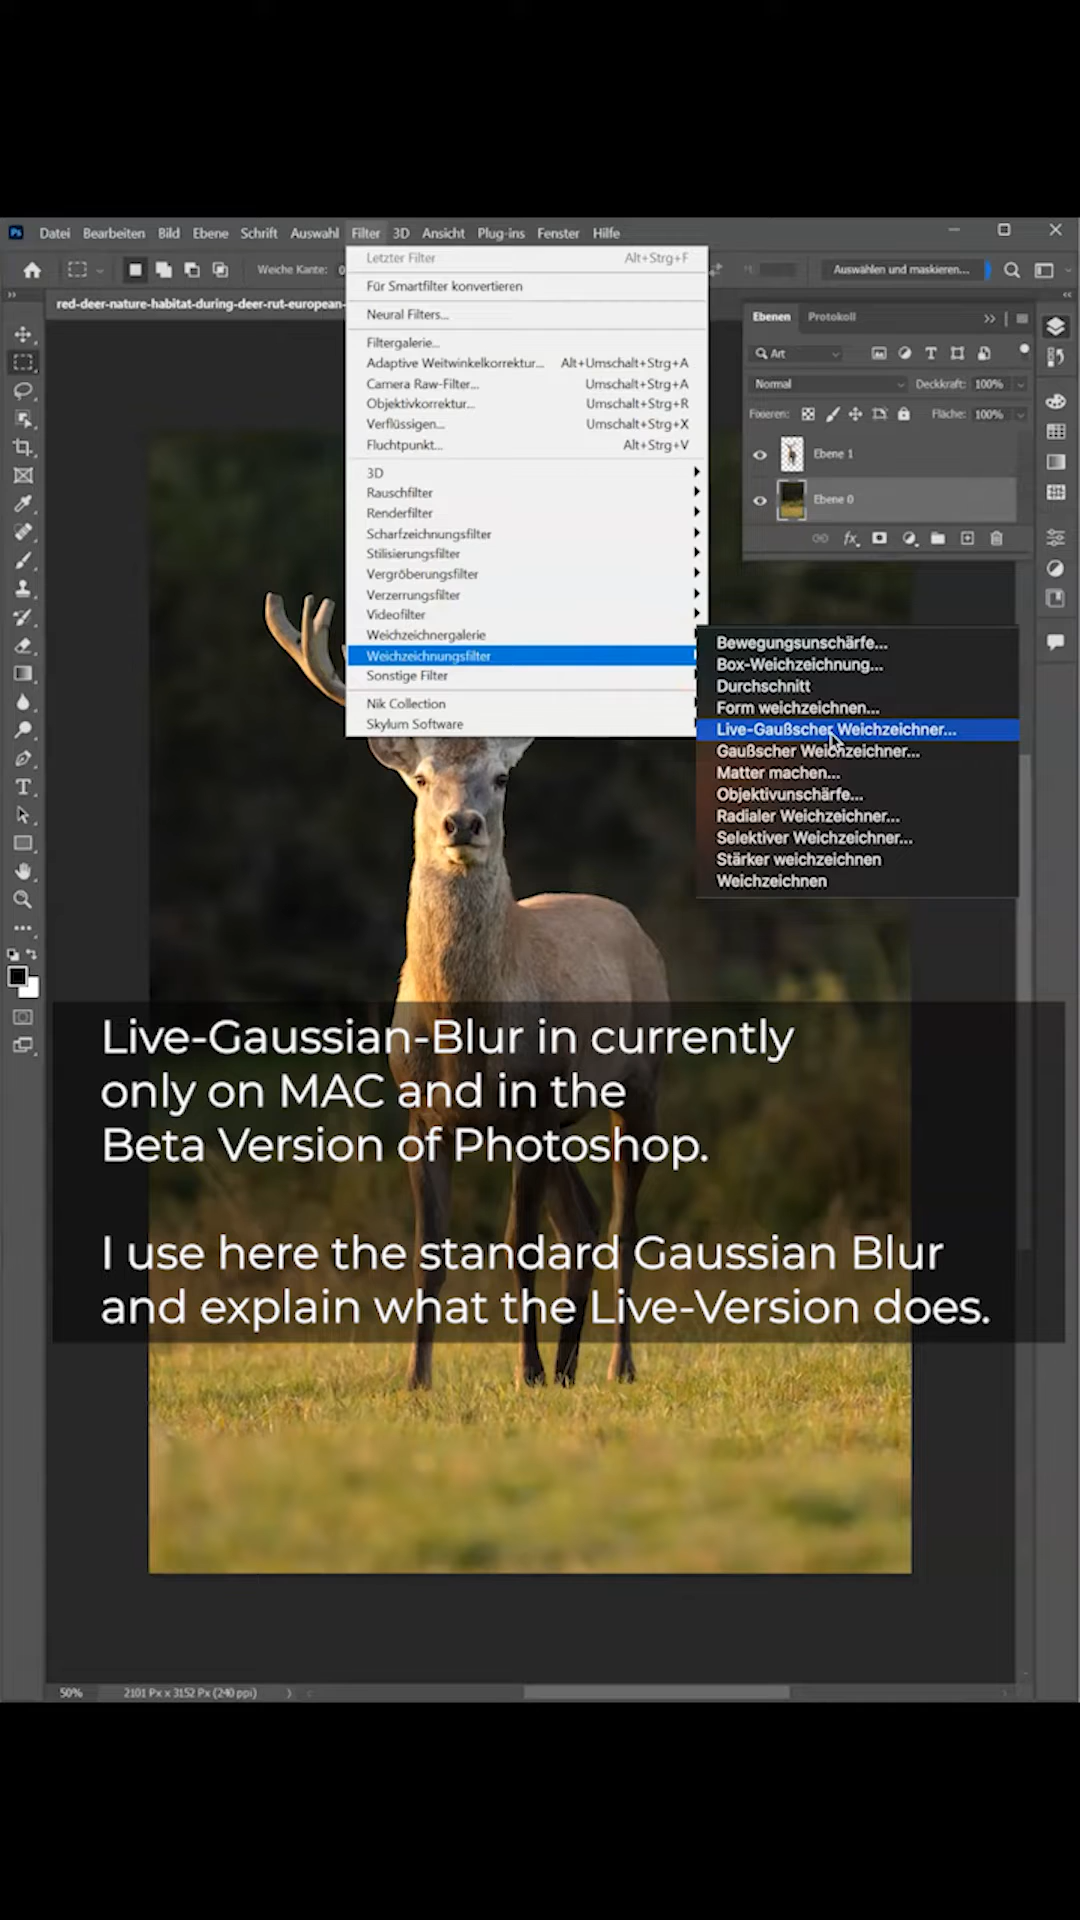 Ps Datei Bearbeiten Bild Ebene Schrift Auswahl Filter 3D Ansicht Plug-ins Fenster Hilfe
Weiche Kante: 0
Auswählen und maskieren...
red-deer-nature-habitat-during-deer-rut-european-
Letzter Filter Alt+Strg+F
Für Smartfilter konvertieren
Neural Filters...
Filtergalerie...
Adaptive Weitwinkelkorrektur... Alt+Umschalt+Strg+A
Camera Raw-Filter... Umschalt+Strg+A
Objektivkorrektur... Umschalt+Strg+R
Verflüssigen... Umschalt+Strg+X
Fluchtpunkt... Alt+Strg+V
3D
Rauschfilter
Renderfilter
Scharfzeichnungsfilter
Stilisierungsfilter
Vergröberungsfilter
Verzerrungsfilter
Videofilter
Weichzeichnergalerie
Weichzeichnungsfilter
Sonstige Filter
Nik Collection
Skylum Software
Ebenen Protokoll
Art
Normal Deckkraft: 100%
Fixieren: Fläche: 100%
Ebene 1
Ebene 0
Bewegungsunschärfe...
Box-Weichzeichnung...
Durchschnitt
Form weichzeichnen...
Live-Gaußscher Weichzeichner...
Gaußscher Weichzeichner...
Matter machen...
Objektivunschärfe...
Radialer Weichzeichner...
Selektiver Weichzeichner...
Stärker weichzeichnen
Weichzeichnen
Live-Gaussian-Blur in currently
only on MAC and in the
Beta Version of Photoshop.
I use here the standard Gaussian Blur
and explain what the Live-Version does.
50% 2101 Px x 3152 Px (240 ppi)